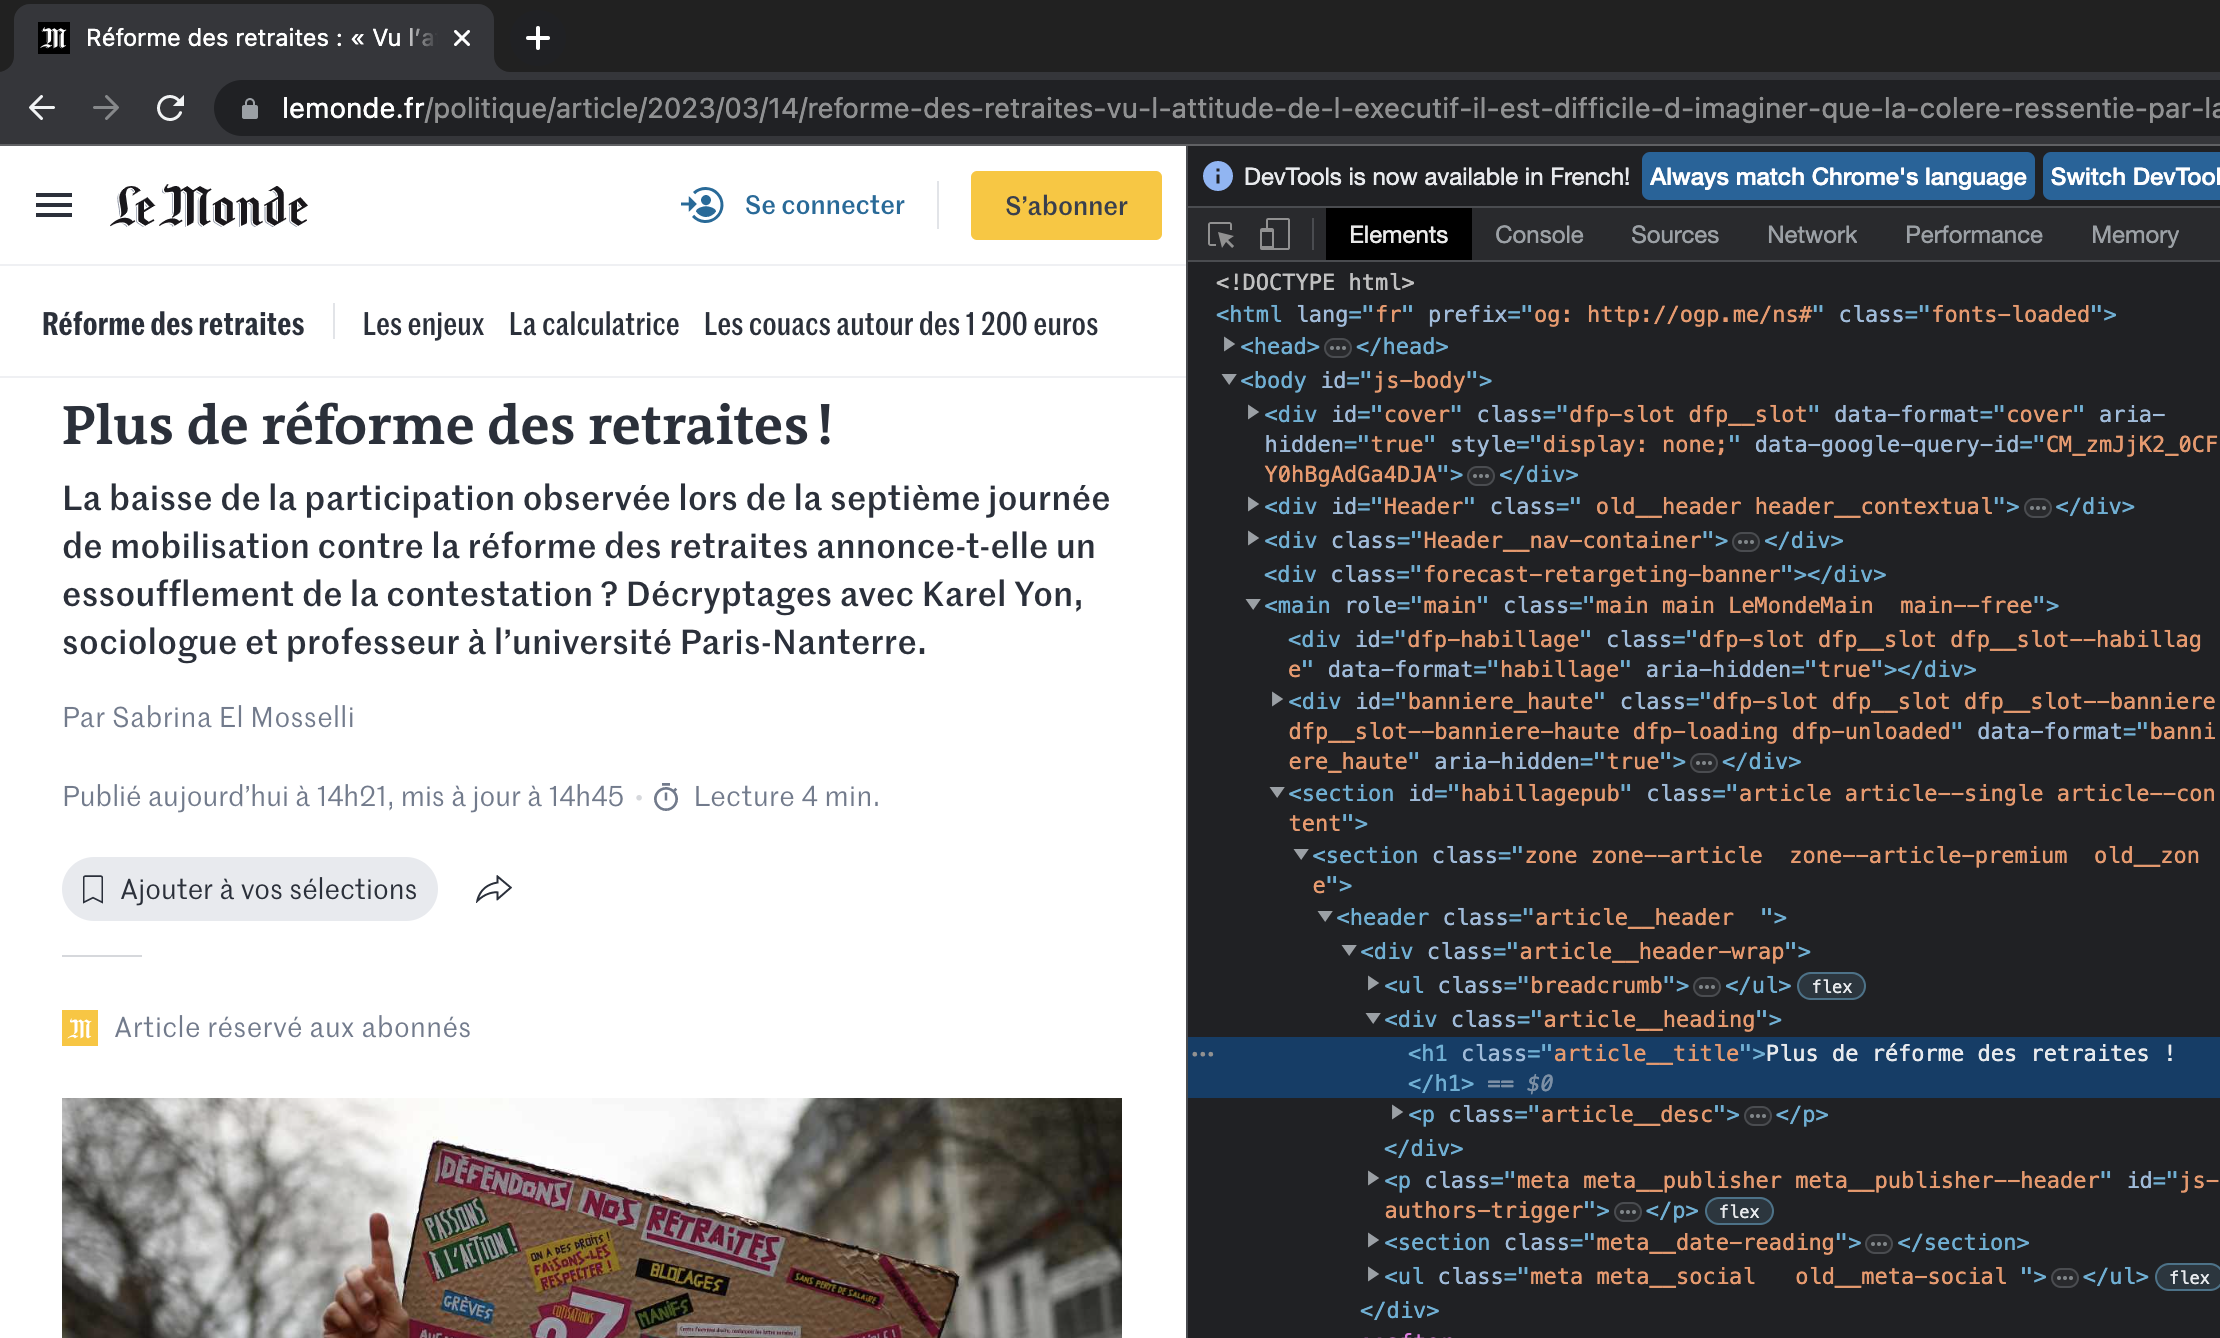 Réforme des retraites : « Vu l’a
lemonde.fr/politique/article/2023/03/14/reforme-des-retraites-vu-l-attitude-de-l-executif-il-est-difficile-d-imaginer-que-la-colere-ressentie-par-la
Le Monde
Se connecter
S’abonner
Réforme des retraites
Les enjeux
La calculatrice
Les couacs autour des 1 200 euros
Plus de réforme des retraites !
La baisse de la participation observée lors de la septième journée
de mobilisation contre la réforme des retraites annonce-t-elle un
essoufflement de la contestation ? Décryptages avec Karel Yon,
sociologue et professeur à l’université Paris-Nanterre.
Par Sabrina El Mosselli
Publié aujourd’hui à 14h21, mis à jour à 14h45 • Lecture 4 min.
Ajouter à vos sélections
Article réservé aux abonnés
DÉFENDONS NOS RETRAITES
PASSONS
À L'ACTION !
ON A DES DROITS !
FAISONS-LES
RESPECTER !
BLOCAGES
SANS PERTE DE SALAIRE
GRÈVES
MANIFS
DevTools is now available in French!
Always match Chrome's language
Switch DevTool
Elements
Console
Sources
Network
Performance
Memory
<!DOCTYPE html>
<html lang="fr" prefix="og: http://ogp.me/ns#" class="fonts-loaded">
<head>…</head>
<body id="js-body">
<div id="cover" class="dfp-slot dfp__slot" data-format="cover" aria-
hidden="true" style="display: none;" data-google-query-id="CM_zmJjK2_0CF
Y0hBgAdGa4DJA">…</div>
<div id="Header" class=" old__header header__contextual">…</div>
<div class="Header__nav-container">…</div>
<div class="forecast-retargeting-banner"></div>
<main role="main" class="main main LeMondeMain  main--free">
<div id="dfp-habillage" class="dfp-slot dfp__slot dfp__slot--habillag
e" data-format="habillage" aria-hidden="true"></div>
<div id="banniere_haute" class="dfp-slot dfp__slot dfp__slot--banniere
dfp__slot--banniere-haute dfp-loading dfp-unloaded" data-format="banni
ere_haute" aria-hidden="true">…</div>
<section id="habillagepub" class="article article--single article--con
tent">
<section class="zone zone--article  zone--article-premium  old__zon
e">
<header class="article__header  ">
<div class="article__header-wrap">
<ul class="breadcrumb">…</ul> flex
<div class="article__heading">
<h1 class="article__title">Plus de réforme des retraites !
</h1> == $0
<p class="article__desc">…</p>
</div>
<p class="meta meta__publisher meta__publisher--header" id="js-
authors-trigger">…</p> flex
<section class="meta__date-reading">…</section>
<ul class="meta meta__social   old__meta-social ">…</ul> flex
</div>